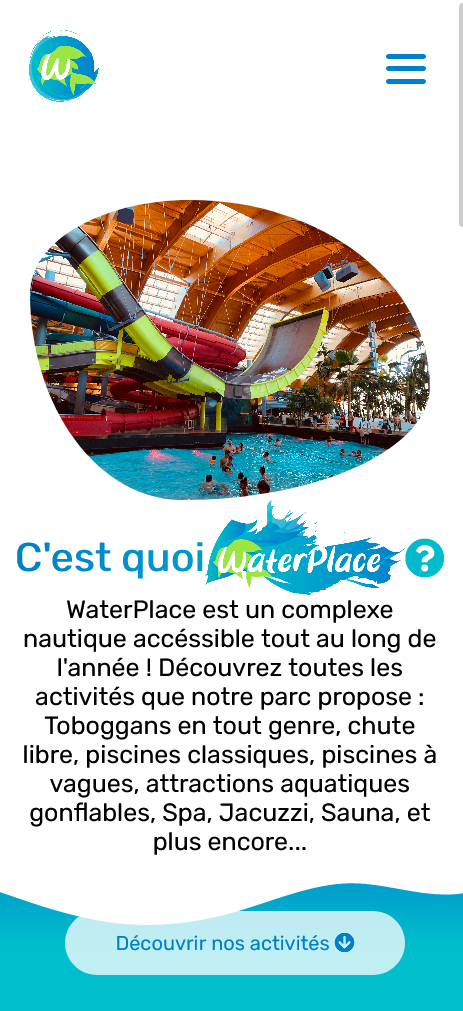 W
C'est quoi WaterPlace ?
WaterPlace est un complexe
nautique accéssible tout au long de
l'année ! Découvrez toutes les
activités que notre parc propose :
Toboggans en tout genre, chute
libre, piscines classiques, piscines à
vagues, attractions aquatiques
gonflables, Spa, Jacuzzi, Sauna, et
plus encore...
Découvrir nos activités